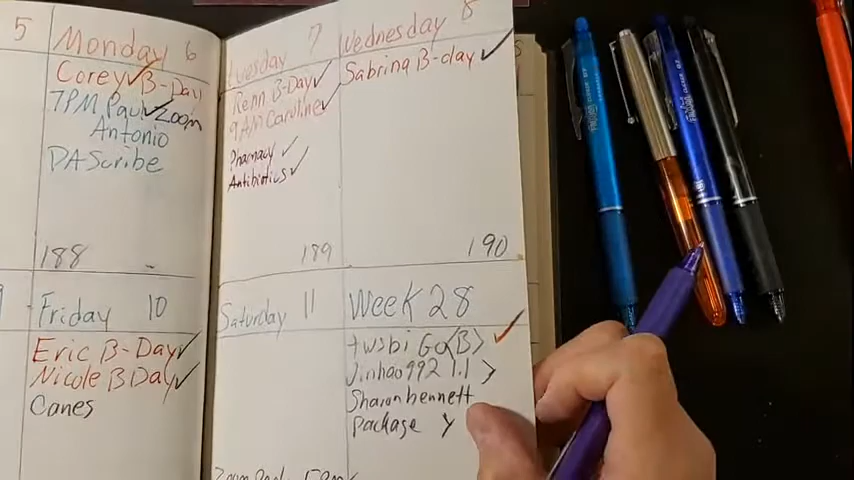 5
Monday 6
Corey B-Day
7PM Paul Zoom
Antonio
DA Scribe
188
Tuesday 7
Renn B-Day
9AM Caroline
Pharmacy
Antibiotics
189
Wednesday 8
Sabrina B-day
190
9
Friday 10
Eric B-Day
Nicole B Day
Canes
Saturday 11
Week 28
twsbi Go(B)
Jinhao 992 1.1
Sharon bennett
Package